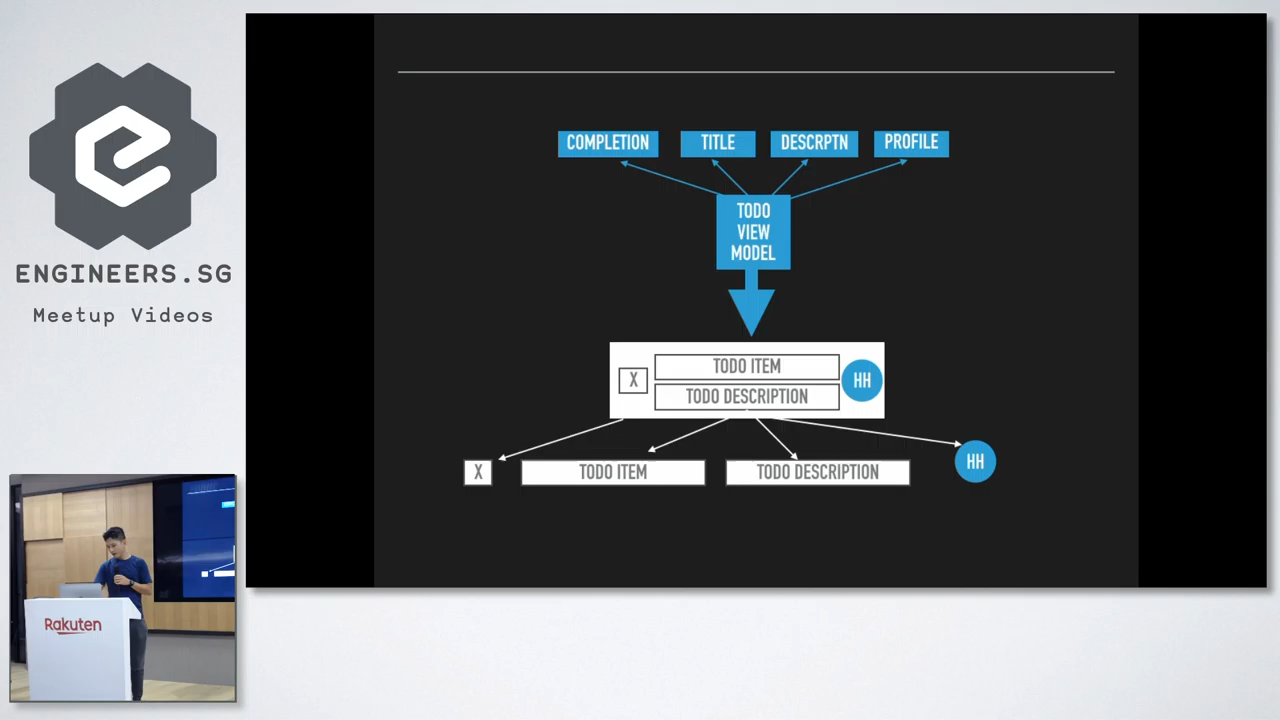 ENGINEERS.SG
Meetup Videos
COMPLETION TITLE DESCRPTN PROFILE
TODO
VIEW
MODEL
X
TODO ITEM
TODO DESCRIPTION
HH
X TODO ITEM TODO DESCRIPTION HH
Rakuten